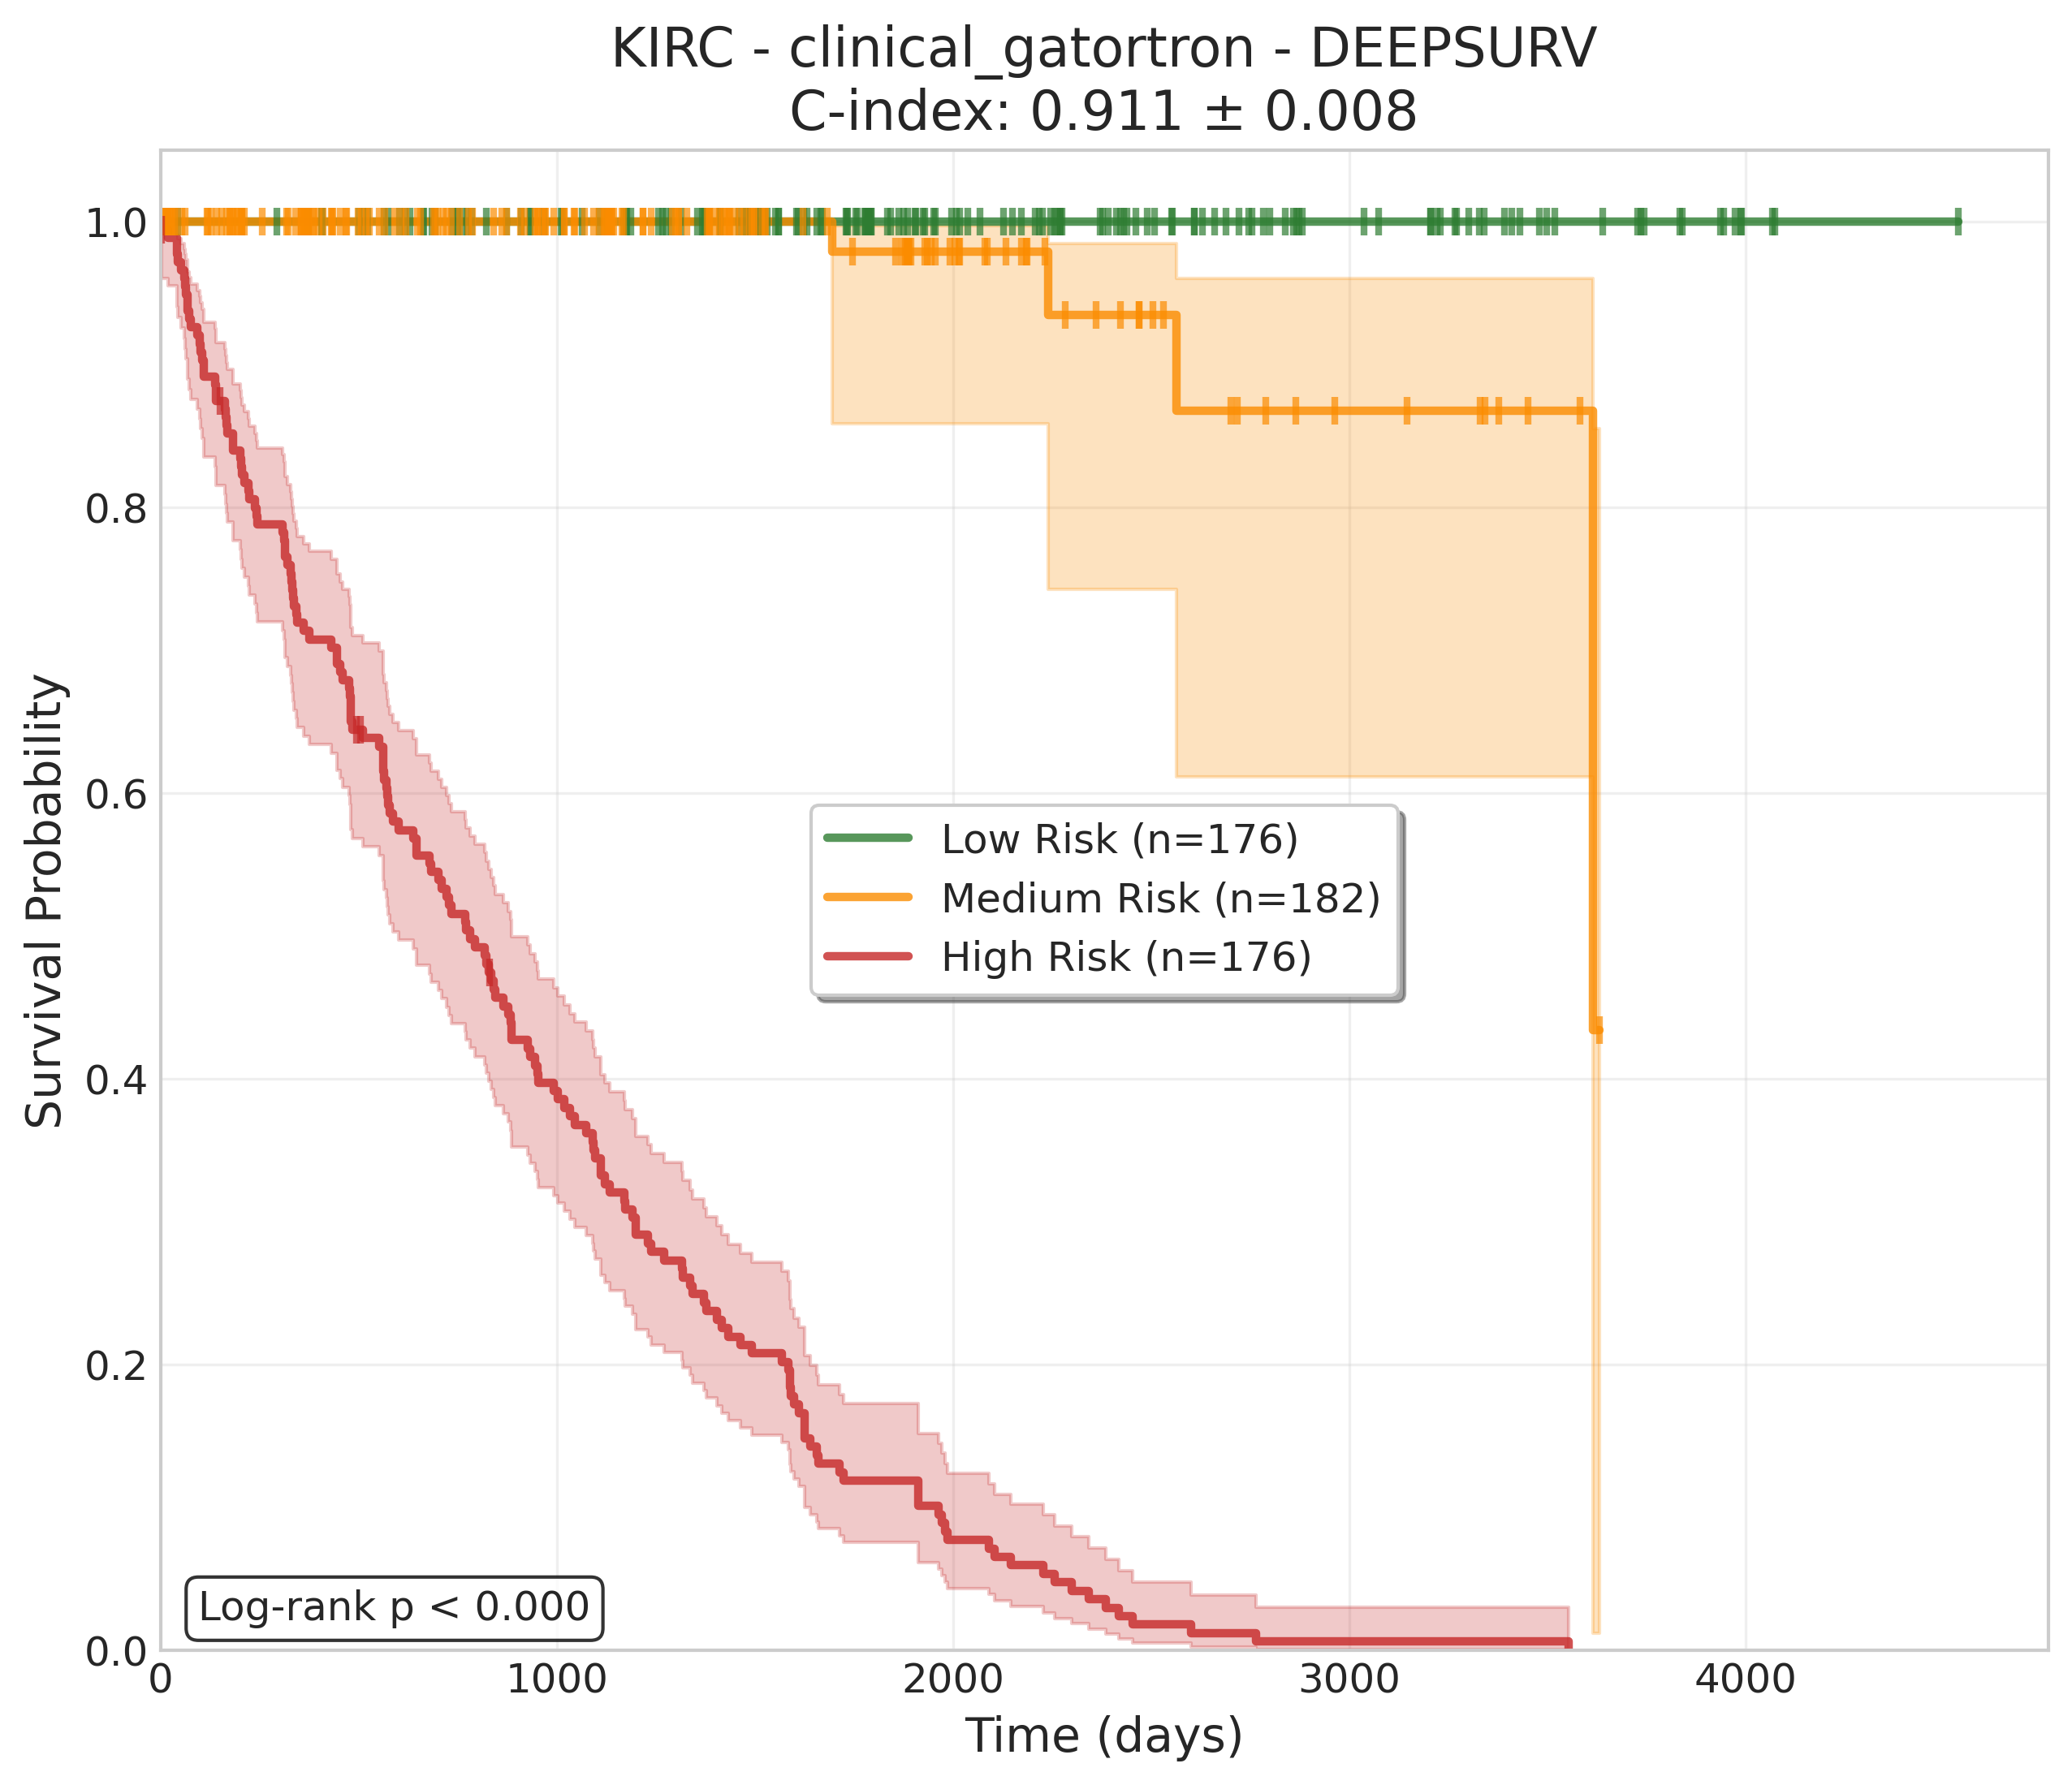 KIRC - clinical_gatortron - DEEPSURV
C-index: 0.911 ± 0.008
Survival Probability
1.0
0.8
0.6
0.4
0.2
0.0
Low Risk (n=176)
Medium Risk (n=182)
High Risk (n=176)
Log-rank p < 0.000
0 1000 2000 3000 4000
Time (days)